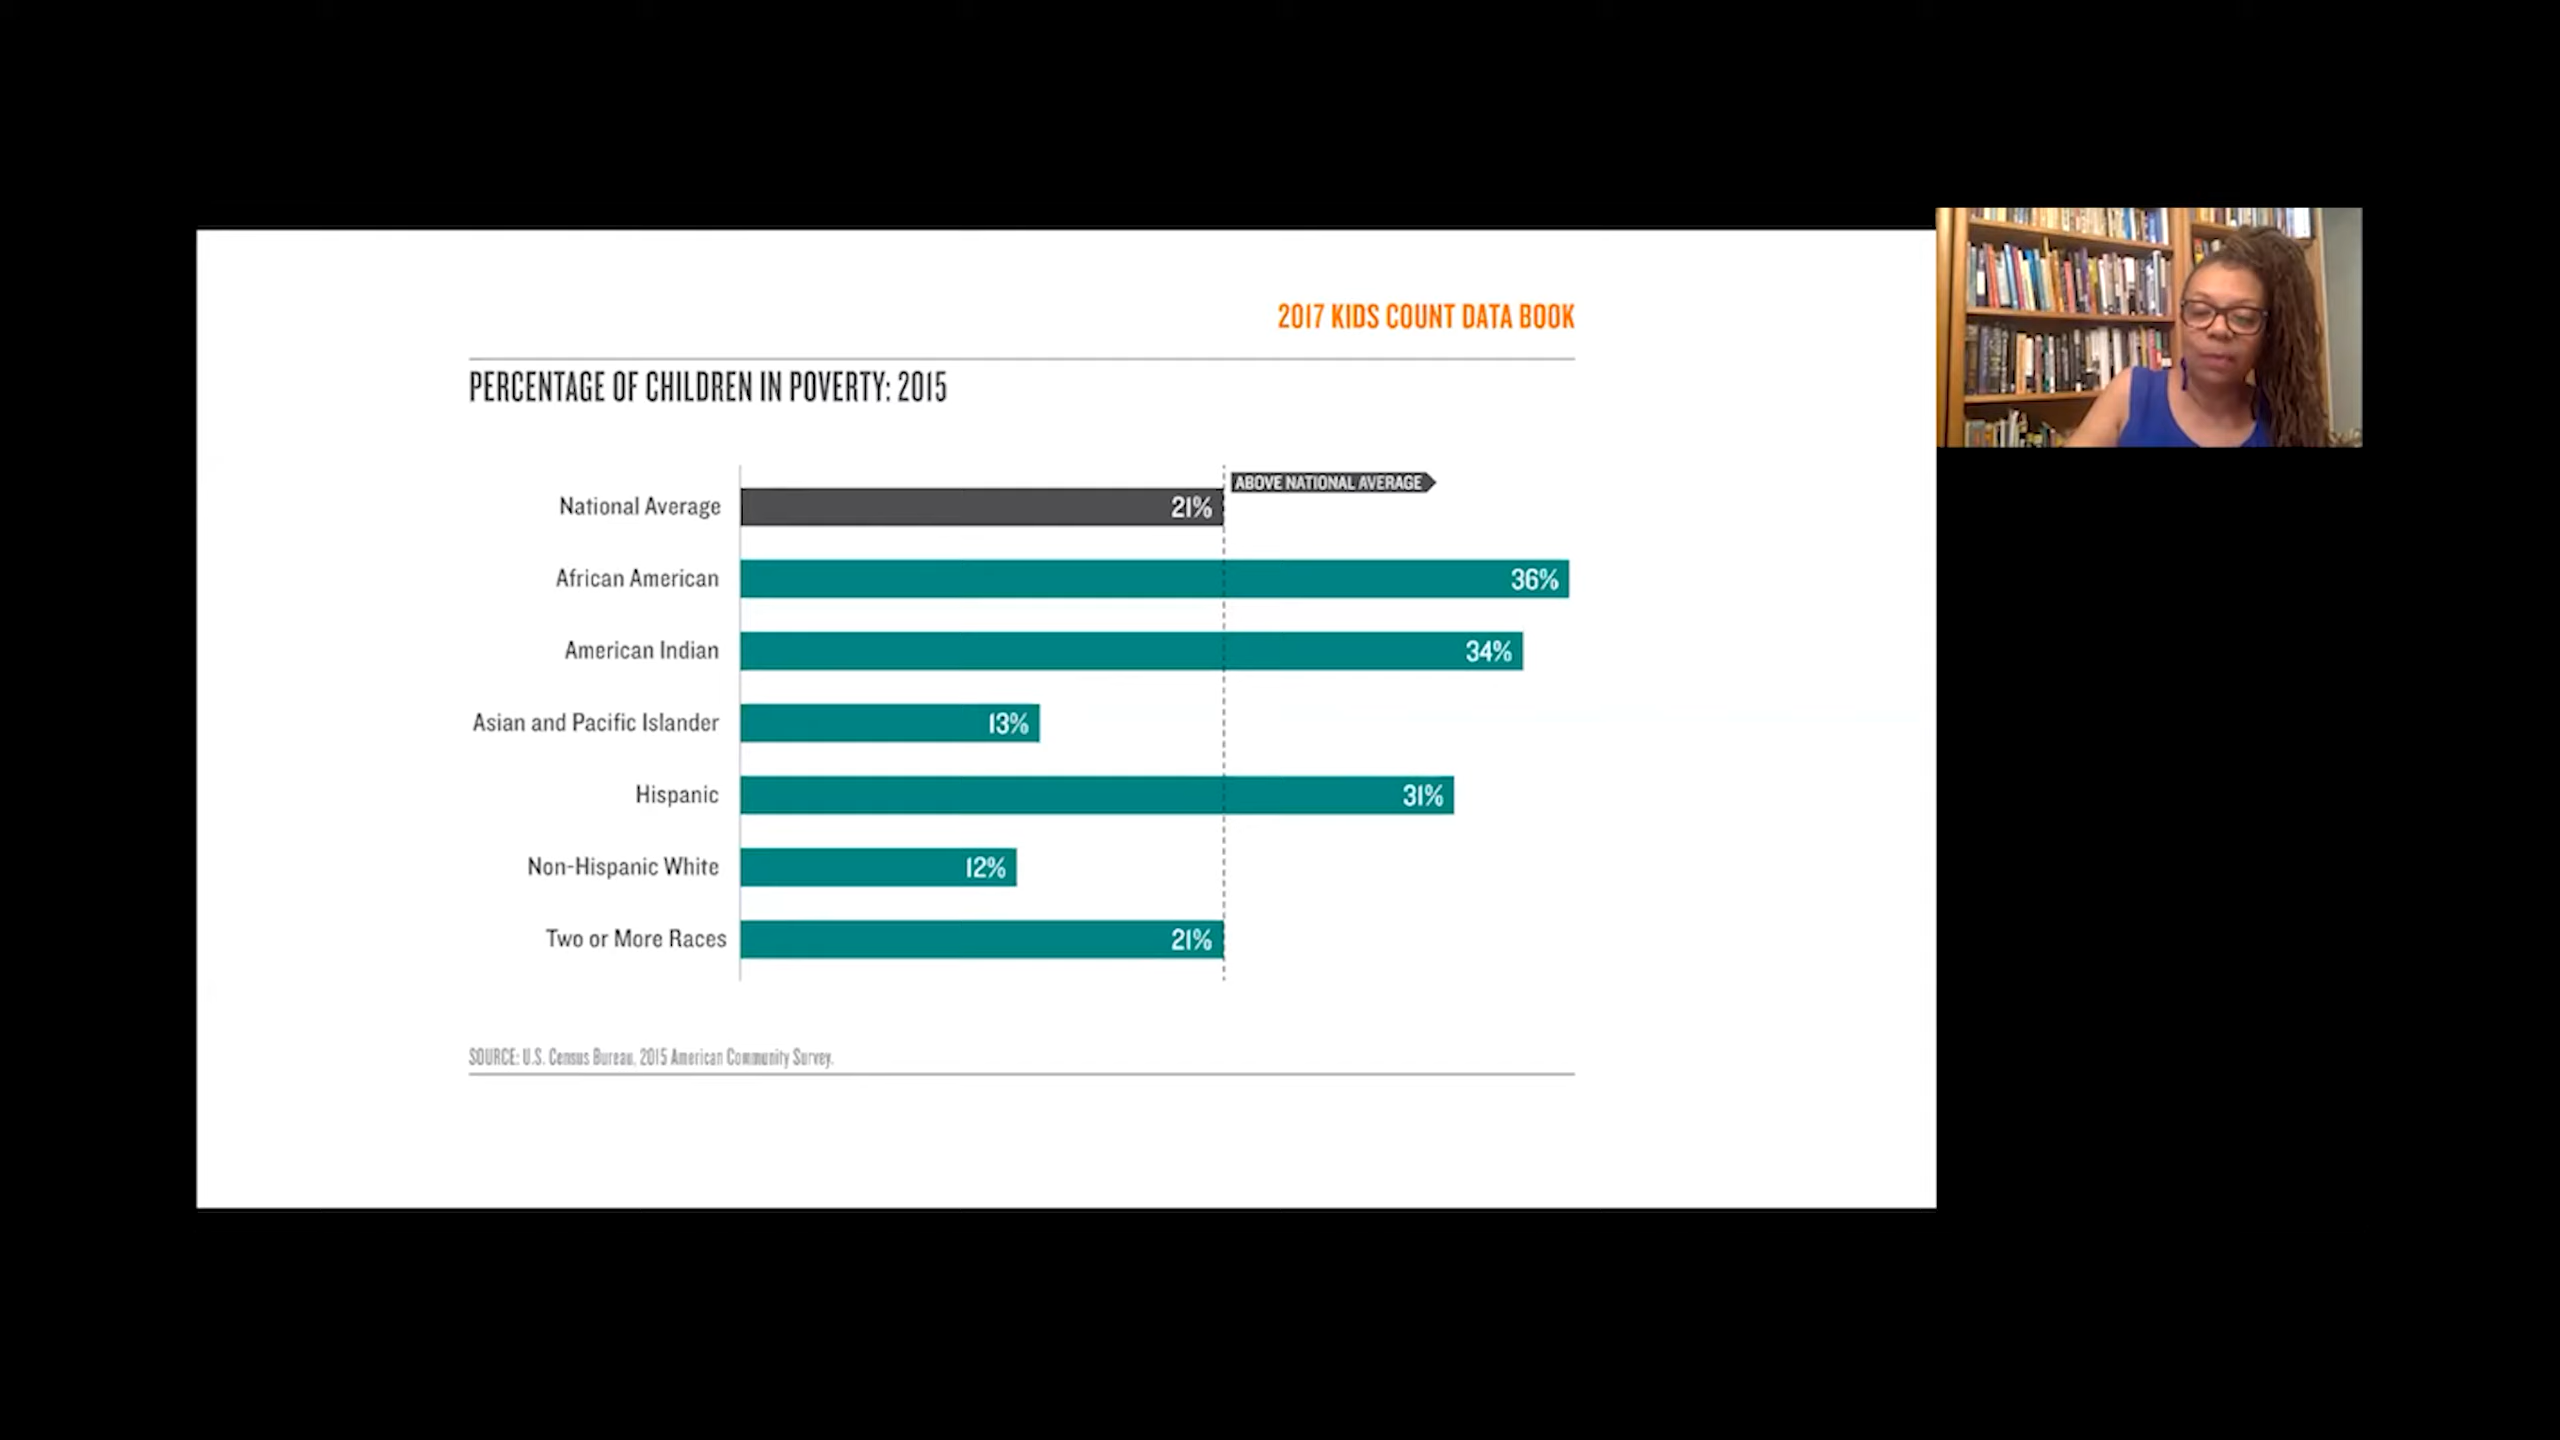 2017 KIDS COUNT DATA BOOK
PERCENTAGE OF CHILDREN IN POVERTY: 2015
ABOVE NATIONAL AVERAGE
National Average 21%
African American 36%
American Indian 34%
Asian and Pacific Islander 13%
Hispanic 31%
Non-Hispanic White 12%
Two or More Races 21%
SOURCE: U.S. Census Bureau, 2015 American Community Survey.